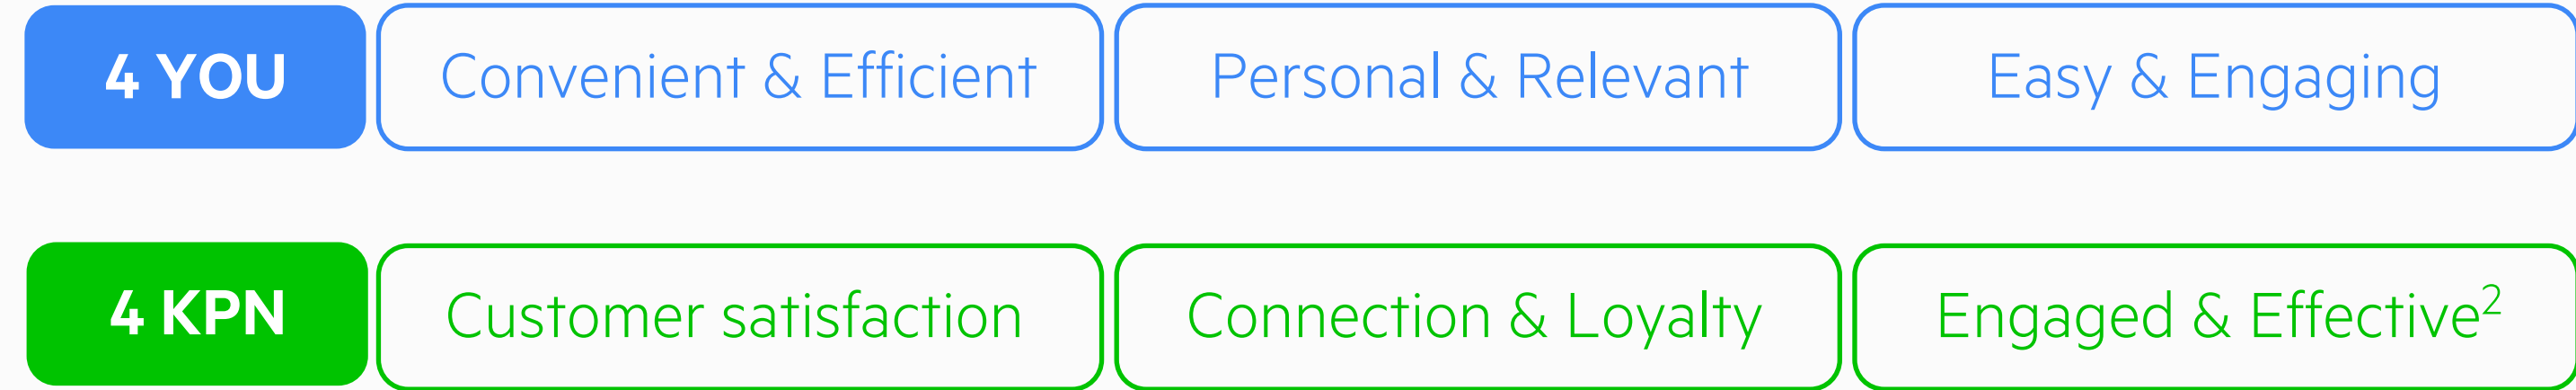 4 YOU Convenient & Efficient Personal & Relevant Easy & Engaging
4 KPN Customer satisfaction Connection & Loyalty Engaged & Effective²